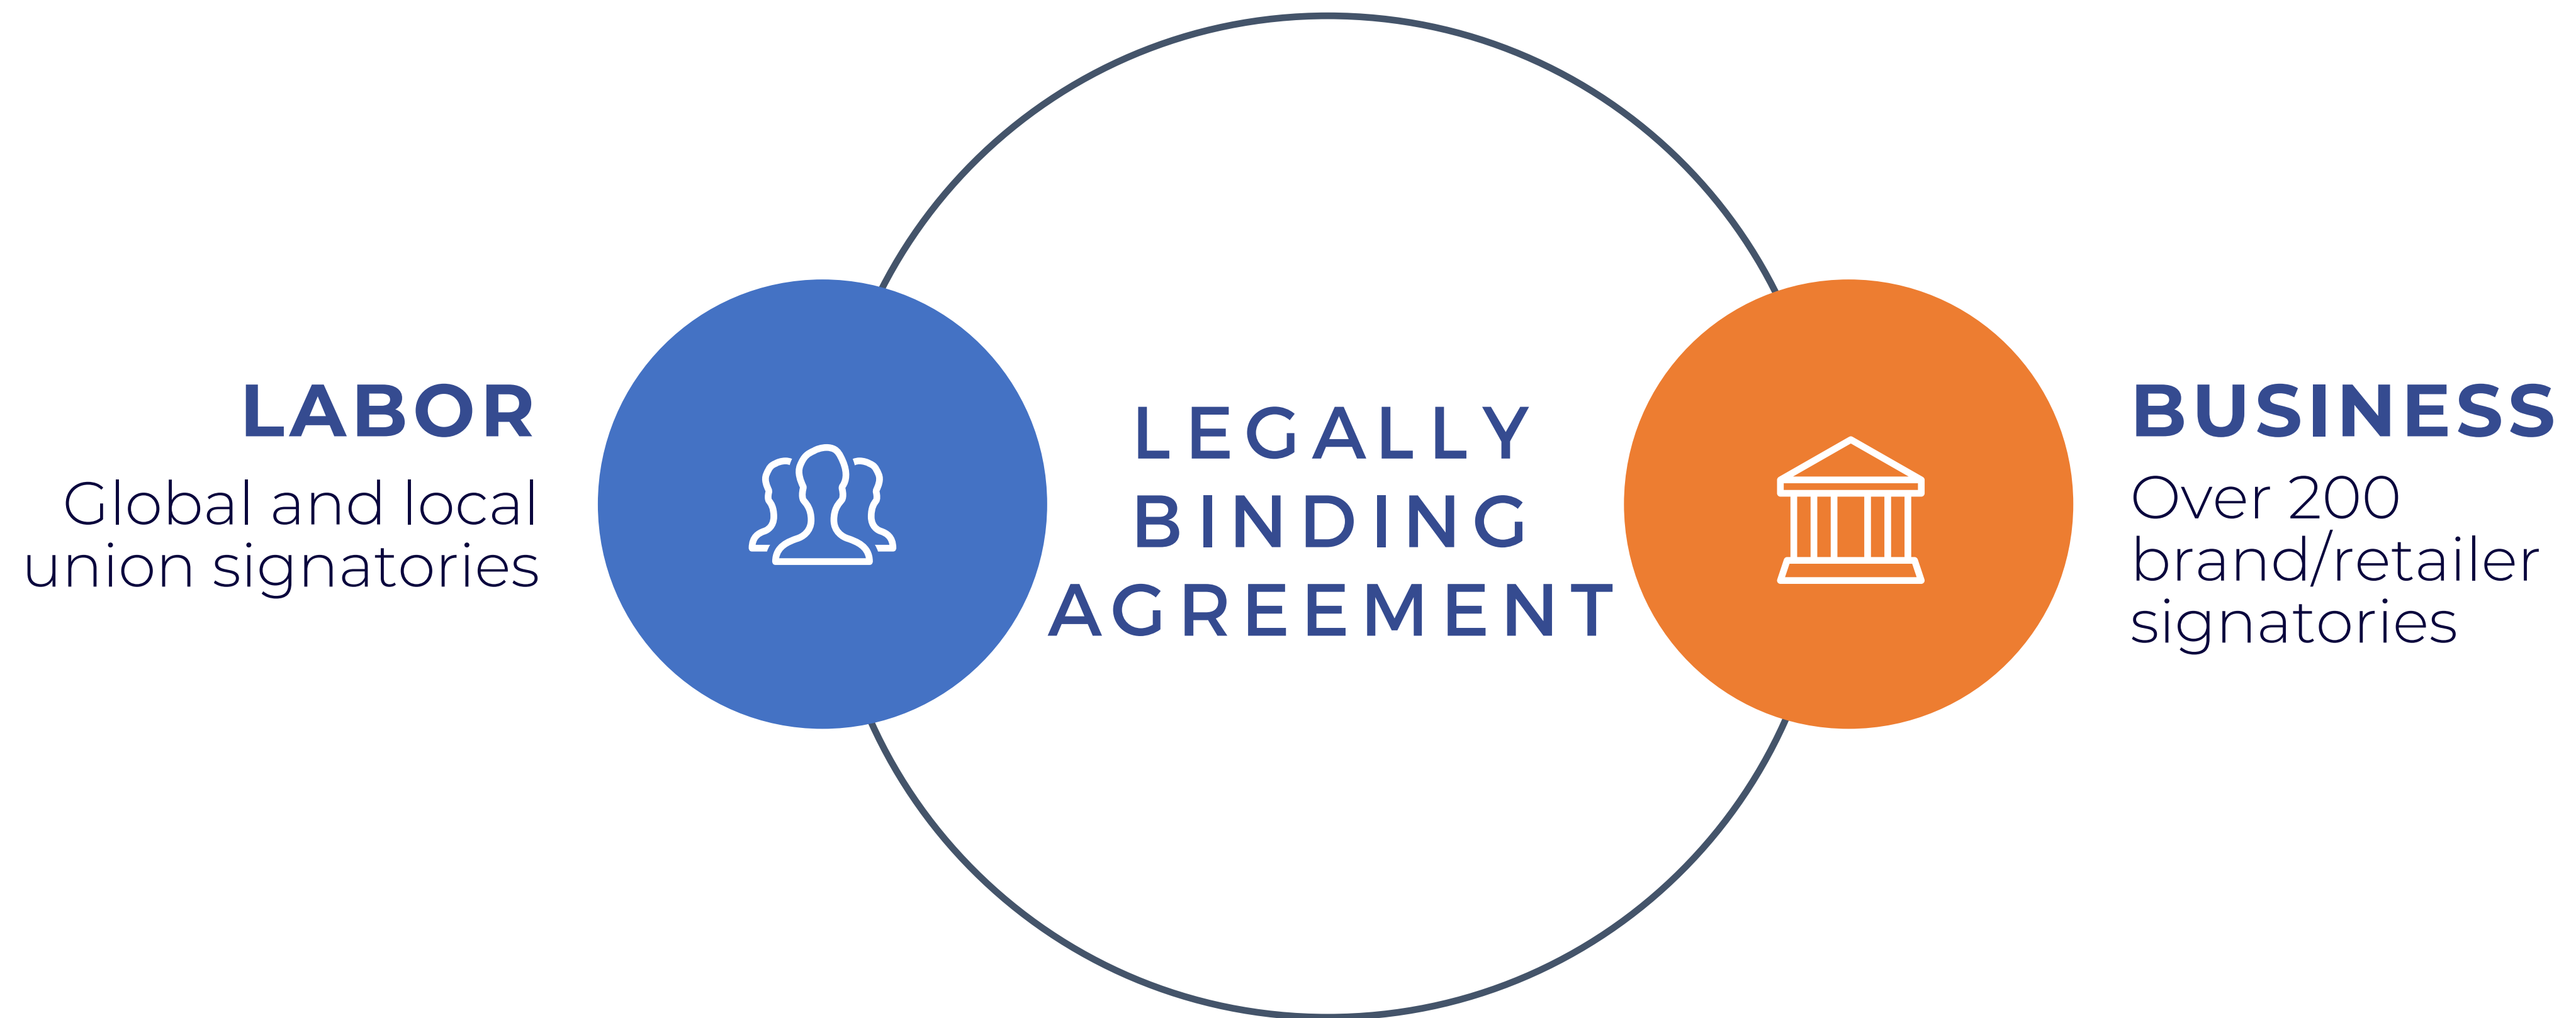 LABOR
Global and local
union signatories
LEGALLY
BINDING
AGREEMENT
BUSINESS
Over 200
brand/retailer
signatories